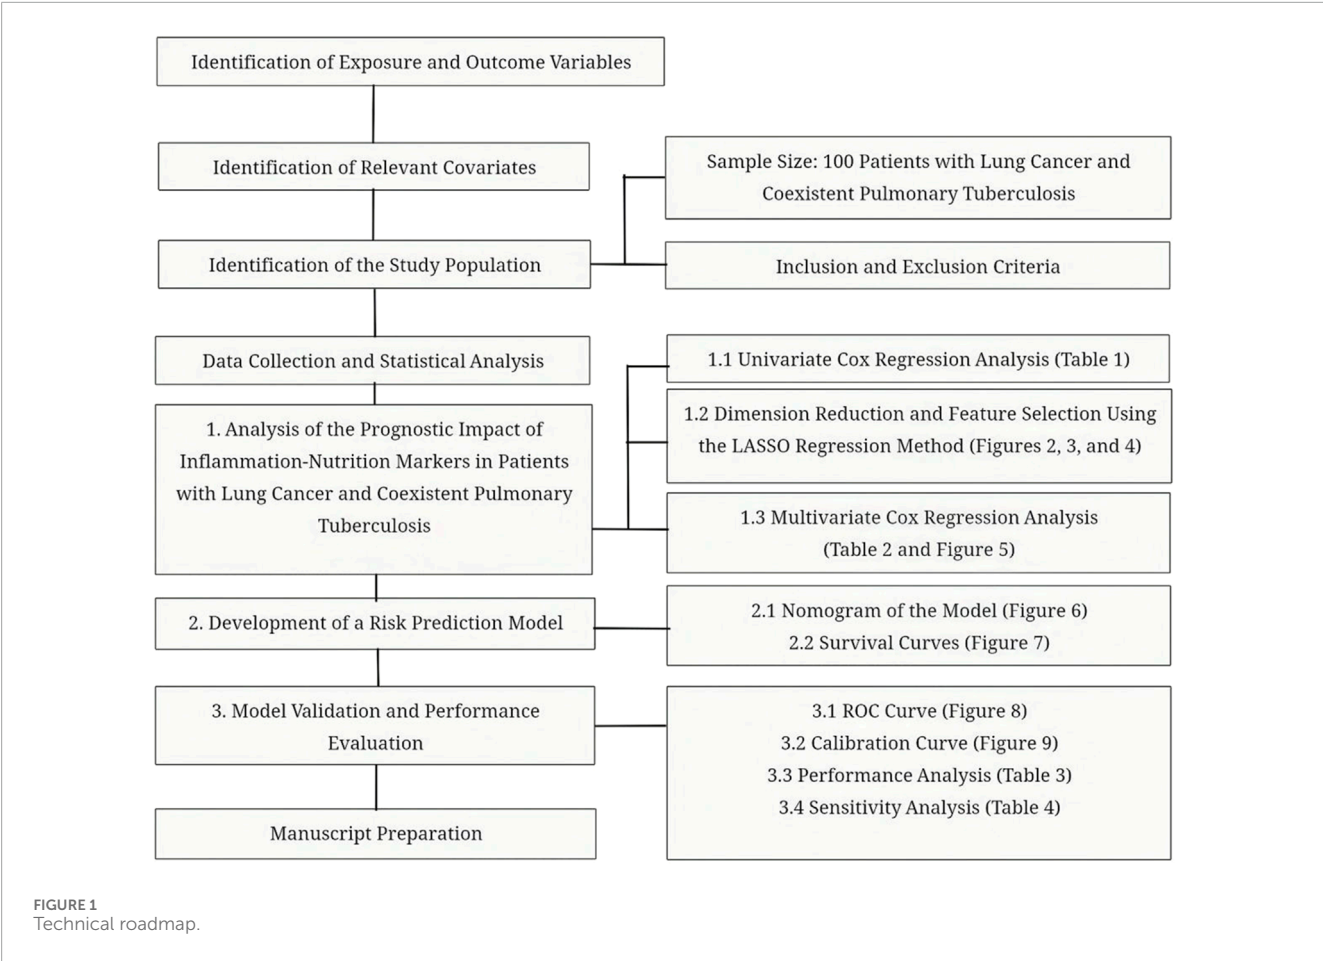 Identification of Exposure and Outcome Variables
Identification of Relevant Covariates
Sample Size: 100 Patients with Lung Cancer and
Coexistent Pulmonary Tuberculosis
Identification of the Study Population
Inclusion and Exclusion Criteria
Data Collection and Statistical Analysis
1. Analysis of the Prognostic Impact of
Inflammation-Nutrition Markers in Patients
with Lung Cancer and Coexistent Pulmonary
Tuberculosis
1.1 Univariate Cox Regression Analysis (Table 1)
1.2 Dimension Reduction and Feature Selection Using
the LASSO Regression Method (Figures 2, 3, and 4)
1.3 Multivariate Cox Regression Analysis
(Table 2 and Figure 5)
2. Development of a Risk Prediction Model
2.1 Nomogram of the Model (Figure 6)
2.2 Survival Curves (Figure 7)
3. Model Validation and Performance
Evaluation
3.1 ROC Curve (Figure 8)
3.2 Calibration Curve (Figure 9)
3.3 Performance Analysis (Table 3)
3.4 Sensitivity Analysis (Table 4)
Manuscript Preparation
FIGURE 1
Technical roadmap.